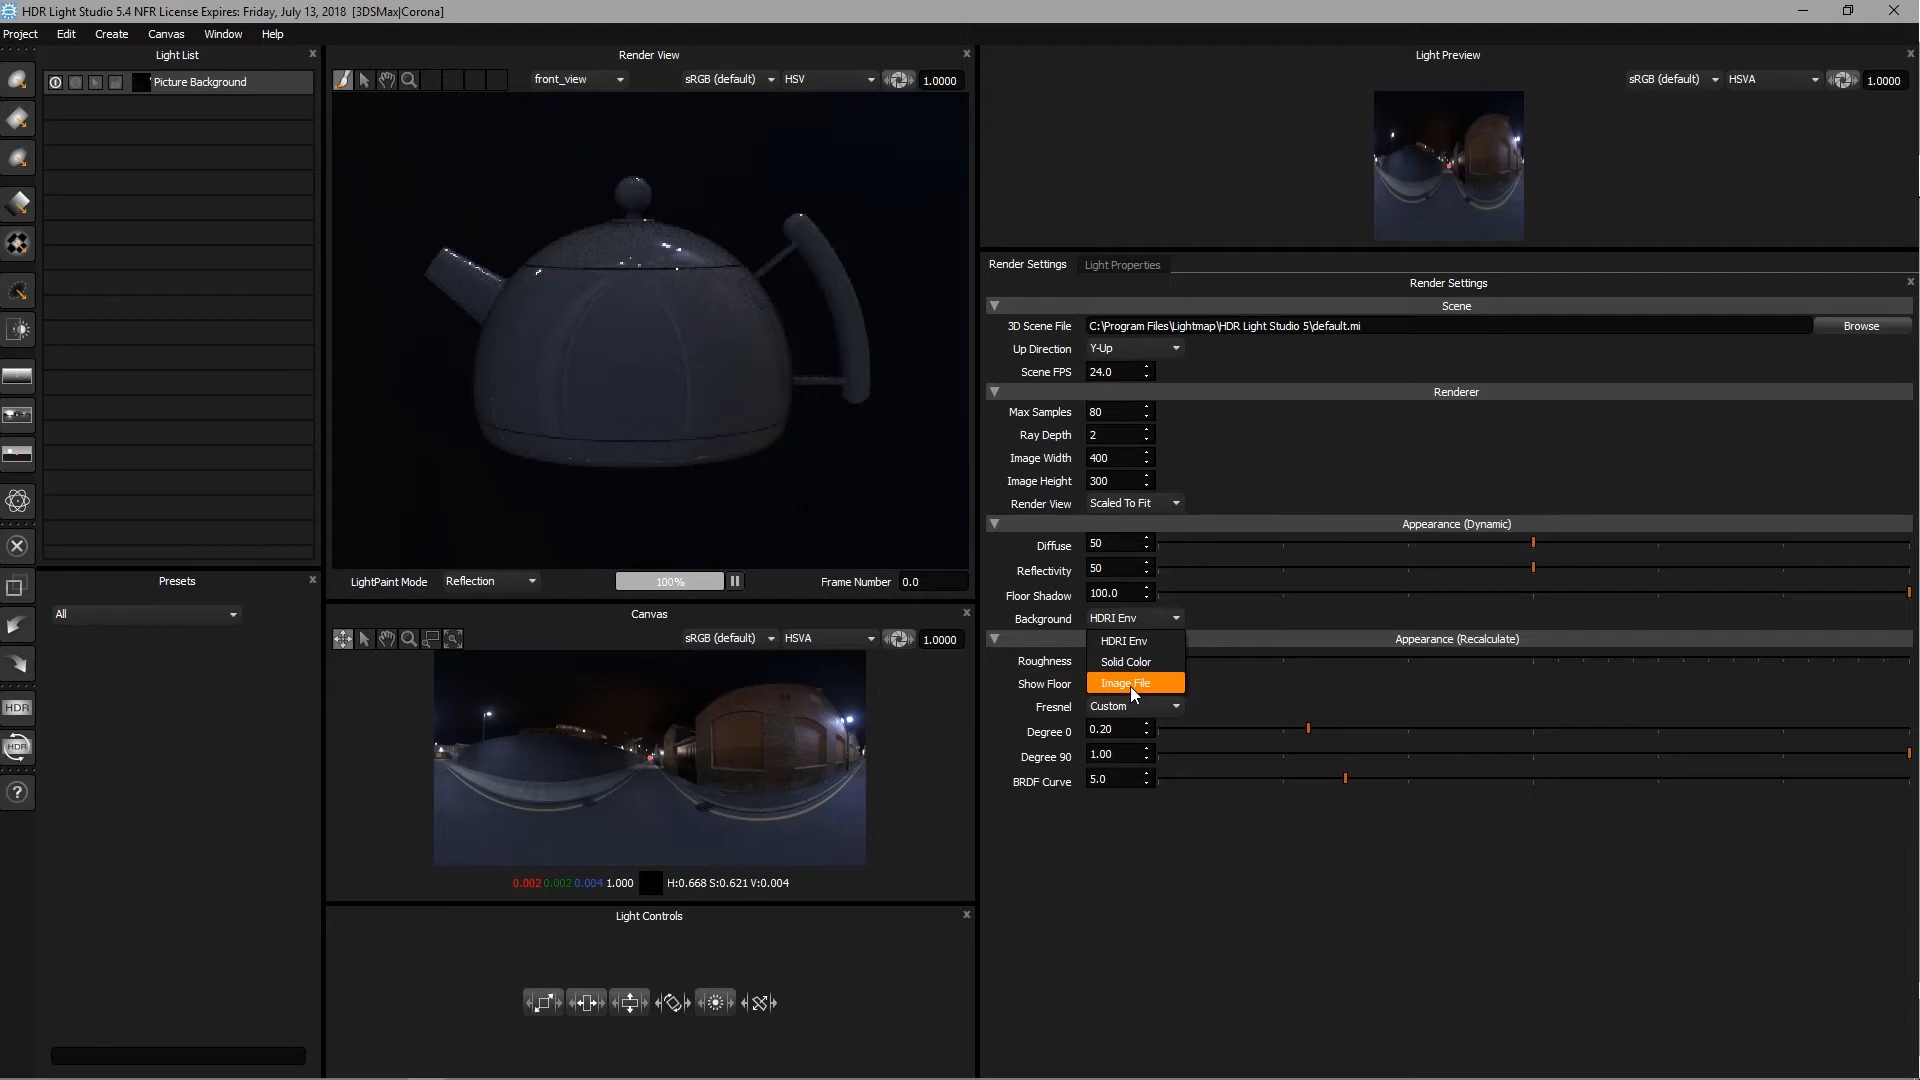 HDR Light Studio 5.4 NFR License Expires: Friday, July 13, 2018 [3DSMax|Corona]
Project Edit Create Canvas Window Help
Light List
Picture Background
Presets
All
HDR
HDR
Render View
front_view sRGB (default) HSV 1.0000
LightPaint Mode Reflection 100% Frame Number 0.0
Canvas
sRGB (default) HSVA 1.0000
0.002 0.002 0.004 1.000 H:0.668 S:0.621 V:0.004
Light Controls
Light Preview
sRGB (default) HSVA 1.0000
Render Settings Light Properties
Render Settings
Scene
3D Scene File C:\Program Files\Lightmap\HDR Light Studio 5\default.mi Browse
Up Direction Y-Up
Scene FPS 24.0
Renderer
Max Samples 80
Ray Depth 2
Image Width 400
Image Height 300
Render View Scaled To Fit
Appearance (Dynamic)
Diffuse 50
Reflectivity 50
Floor Shadow 100.0
Background HDRI Env
HDRI Env
Solid Color
Image File
Appearance (Recalculate)
Roughness
Show Floor
Fresnel Custom
Degree 0 0.20
Degree 90 1.00
BRDF Curve 5.0